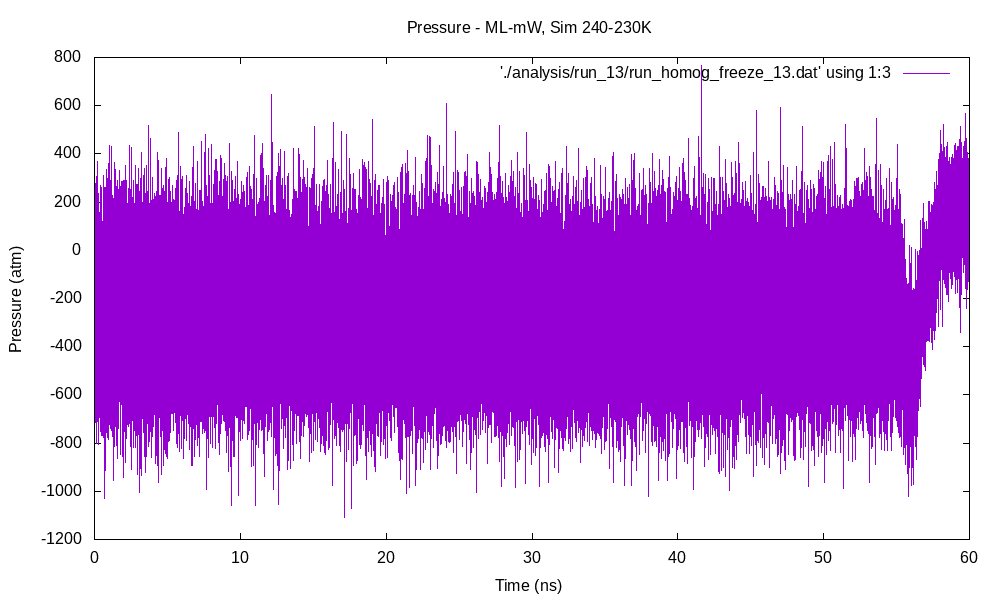 Pressure - ML-mW, Sim 240-230K
'./analysis/run_13/run_homog_freeze_13.dat' using 1:3
800
600
400
200
0
-200
-400
-600
-800
-1000
-1200
Pressure (atm)
0 10 20 30 40 50 60
Time (ns)